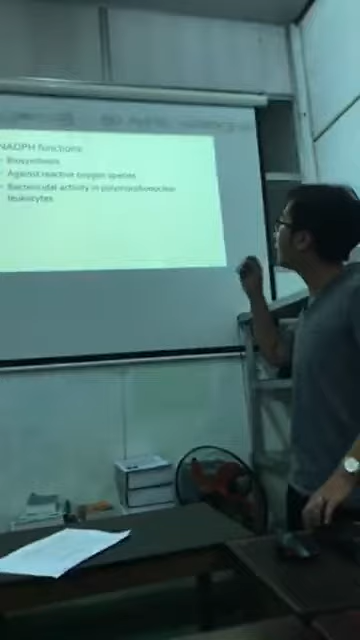 NADPH functions:
Biosynthesis
Against reactive oxygen species
Bactericidal activity in polymorphonuclear
leukocytes